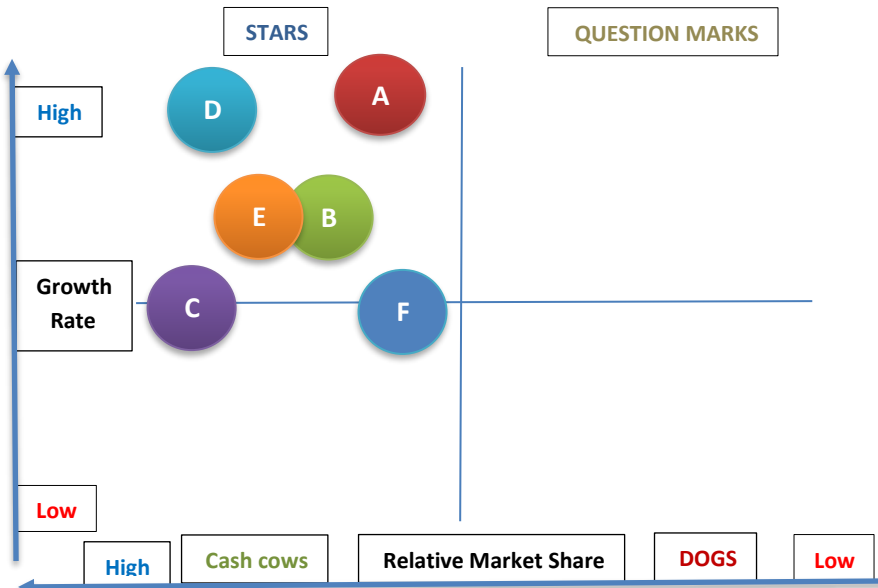 STARS
QUESTION MARKS
High
D
A
E
B
Growth
Rate
C
F
Low
High
Cash cows
Relative Market Share
DOGS
Low